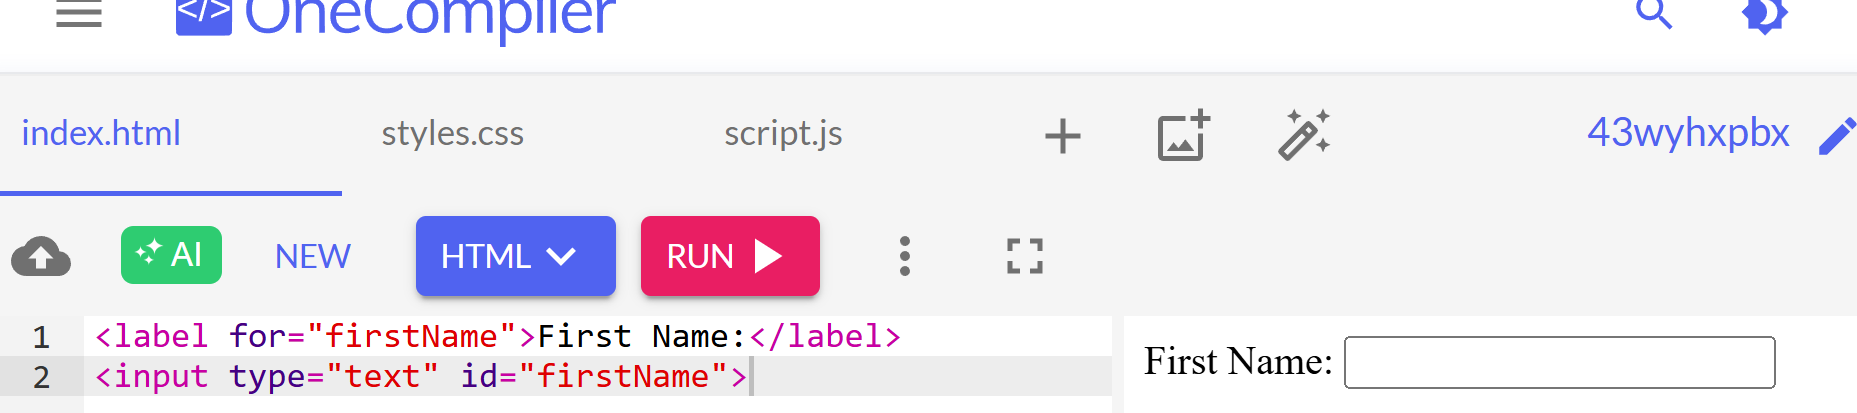 </> OneCompiler
index.html styles.css script.js 43wyhxpbx
AI NEW HTML RUN
1 <label for="firstName">First Name:</label>
2 <input type="text" id="firstName">
First Name: